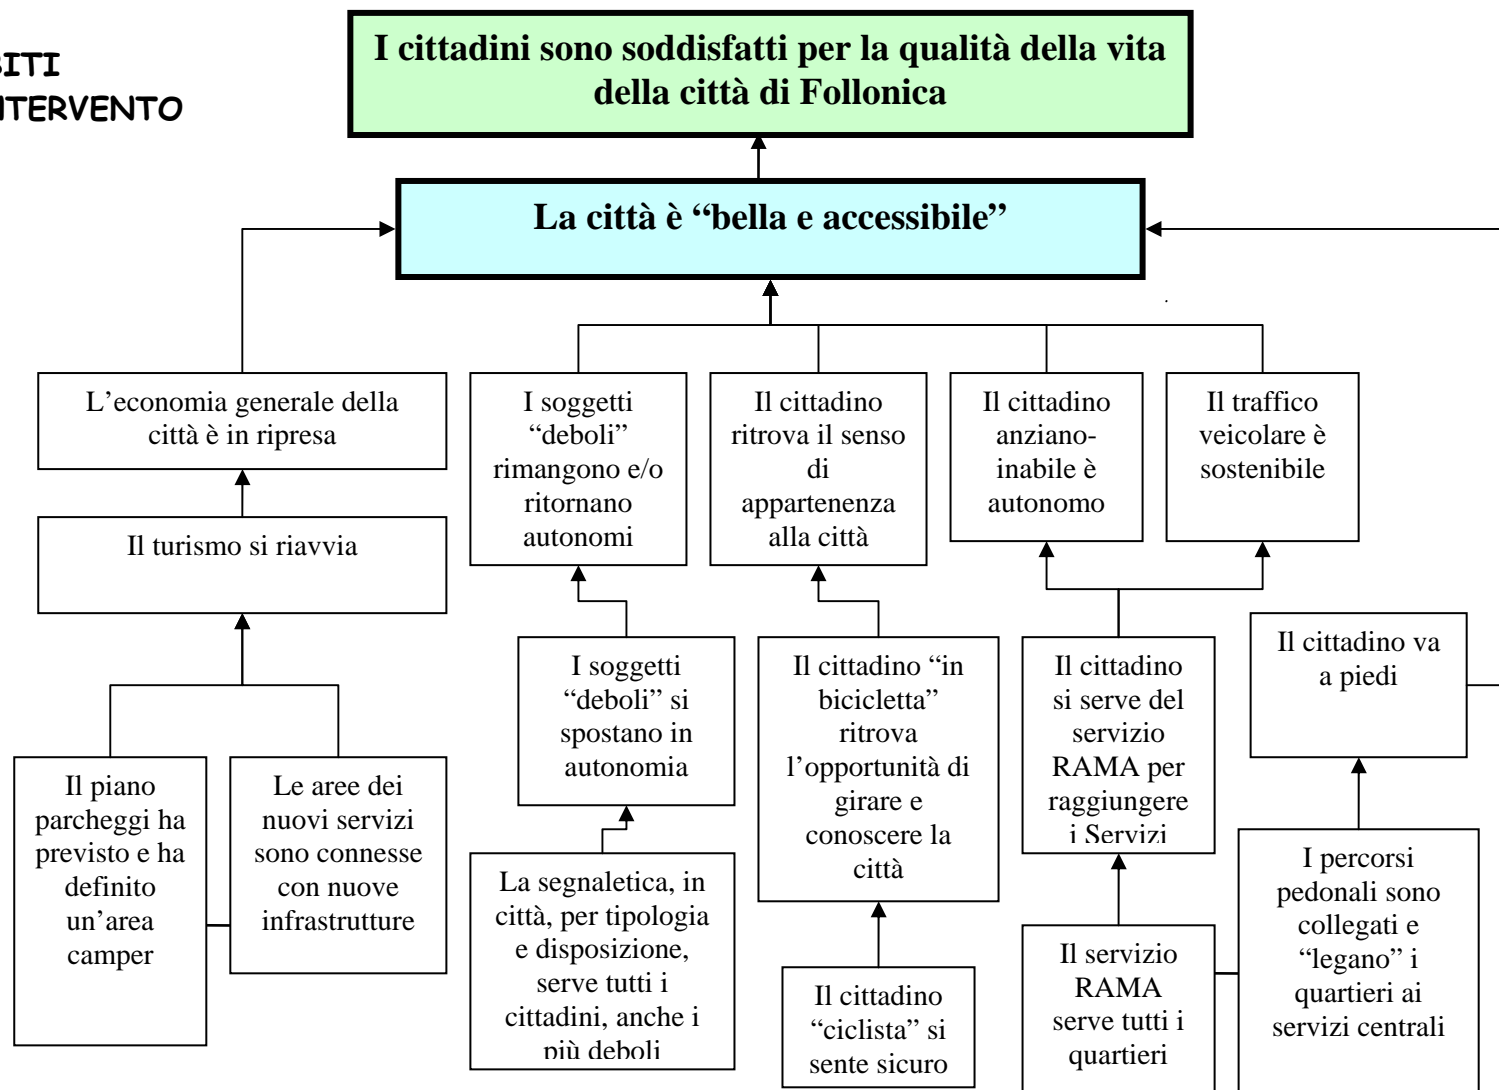 BITI
NTERVENTO
I cittadini sono soddisfatti per la qualità della vita
della città di Follonica
La città è “bella e accessibile”
L’economia generale della
città è in ripresa
I soggetti
“deboli”
rimangono e/o
ritornano
autonomi
Il cittadino
ritrova il senso
di
appartenenza
alla città
Il cittadino
anziano-
inabile è
autonomo
Il traffico
veicolare è
sostenibile
Il turismo si riavvia
I soggetti
“deboli” si
spostano in
autonomia
Il cittadino “in
bicicletta”
ritrova
l’opportunità di
girare e
conoscere la
città
Il cittadino
si serve del
servizio
RAMA per
raggiungere
i Servizi
Il cittadino va
a piedi
Il piano
parcheggi ha
previsto e ha
definito
un’area
camper
Le aree dei
nuovi servizi
sono connesse
con nuove
infrastrutture
La segnaletica, in
città, per tipologia
e disposizione,
serve tutti i
cittadini, anche i
più deboli
Il cittadino
“ciclista” si
sente sicuro
Il servizio
RAMA
serve tutti i
quartieri
I percorsi
pedonali sono
collegati e
“legano” i
quartieri ai
servizi centrali